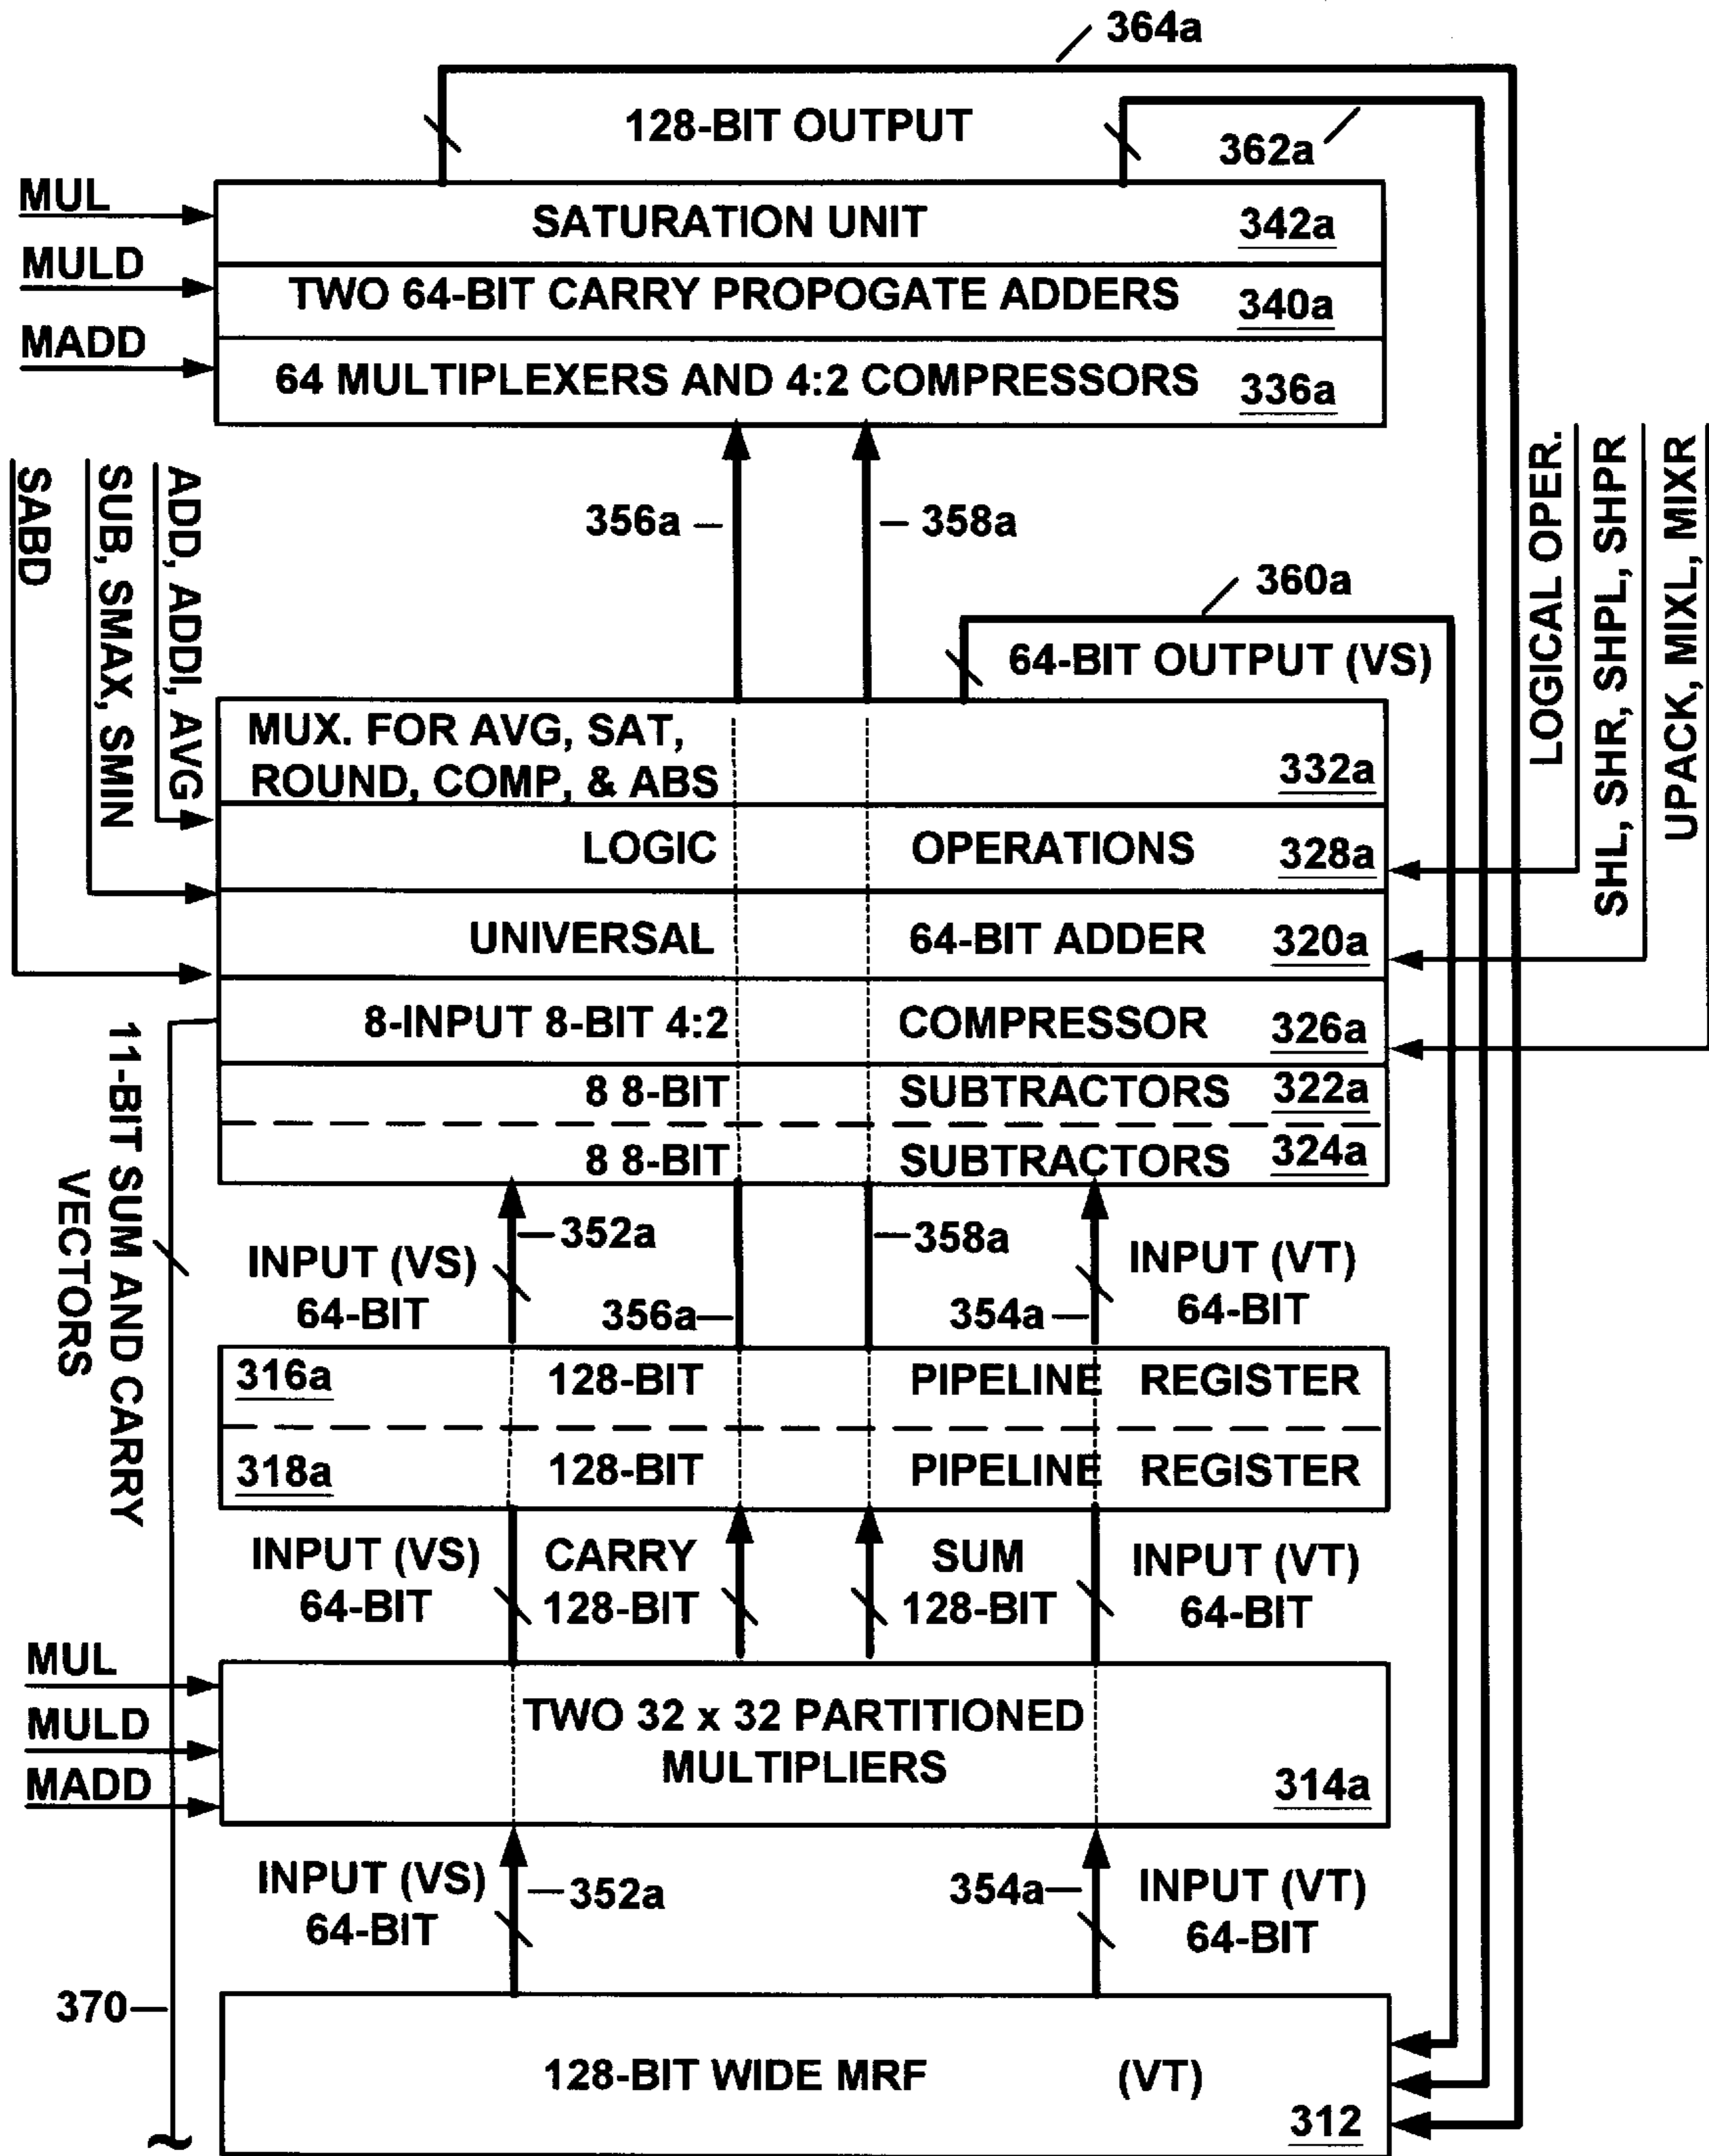 364a
128-BIT OUTPUT
362a
MUL
SATURATION UNIT 342a
MULD
TWO 64-BIT CARRY PROPOGATE ADDERS 340a
MADD
64 MULTIPLEXERS AND 4:2 COMPRESSORS 336a
SABD
SUB, SMAX, SMIN
ADD, ADDI, AVG
356a
358a
LOGICAL OPER.
SHL, SHR, SHPL, SHPR
UPACK, MIXL, MIXR
360a
64-BIT OUTPUT (VS)
MUX. FOR AVG, SAT,
ROUND, COMP, & ABS 332a
LOGIC OPERATIONS 328a
UNIVERSAL 64-BIT ADDER 320a
8-INPUT 8-BIT 4:2 COMPRESSOR 326a
8 8-BIT SUBTRACTORS 322a
8 8-BIT SUBTRACTORS 324a
11-BIT SUM AND CARRY
VECTORS
INPUT (VS)
64-BIT
352a
356a
358a
354a
INPUT (VT)
64-BIT
316a 128-BIT PIPELINE REGISTER
318a 128-BIT PIPELINE REGISTER
INPUT (VS)
64-BIT
CARRY
128-BIT
SUM
128-BIT
INPUT (VT)
64-BIT
MUL
MULD
MADD
TWO 32 x 32 PARTITIONED
MULTIPLIERS
314a
INPUT (VS)
64-BIT
352a
354a
INPUT (VT)
64-BIT
370
128-BIT WIDE MRF (VT)
312